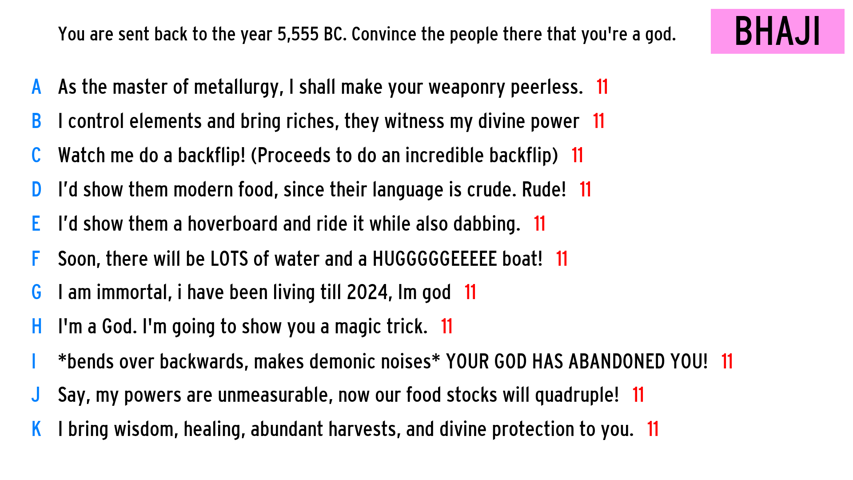 You are sent back to the year 5,555 BC. Convince the people there that you're a god.
BHAJI
A As the master of metallurgy, I shall make your weaponry peerless. 11
B I control elements and bring riches, they witness my divine power 11
C Watch me do a backflip! (Proceeds to do an incredible backflip) 11
D I’d show them modern food, since their language is crude. Rude! 11
E I’d show them a hoverboard and ride it while also dabbing. 11
F Soon, there will be LOTS of water and a HUGGGGGEEEEE boat! 11
G I am immortal, i have been living till 2024, Im god 11
H I'm a God. I'm going to show you a magic trick. 11
I *bends over backwards, makes demonic noises* YOUR GOD HAS ABANDONED YOU! 11
J Say, my powers are unmeasurable, now our food stocks will quadruple! 11
K I bring wisdom, healing, abundant harvests, and divine protection to you. 11